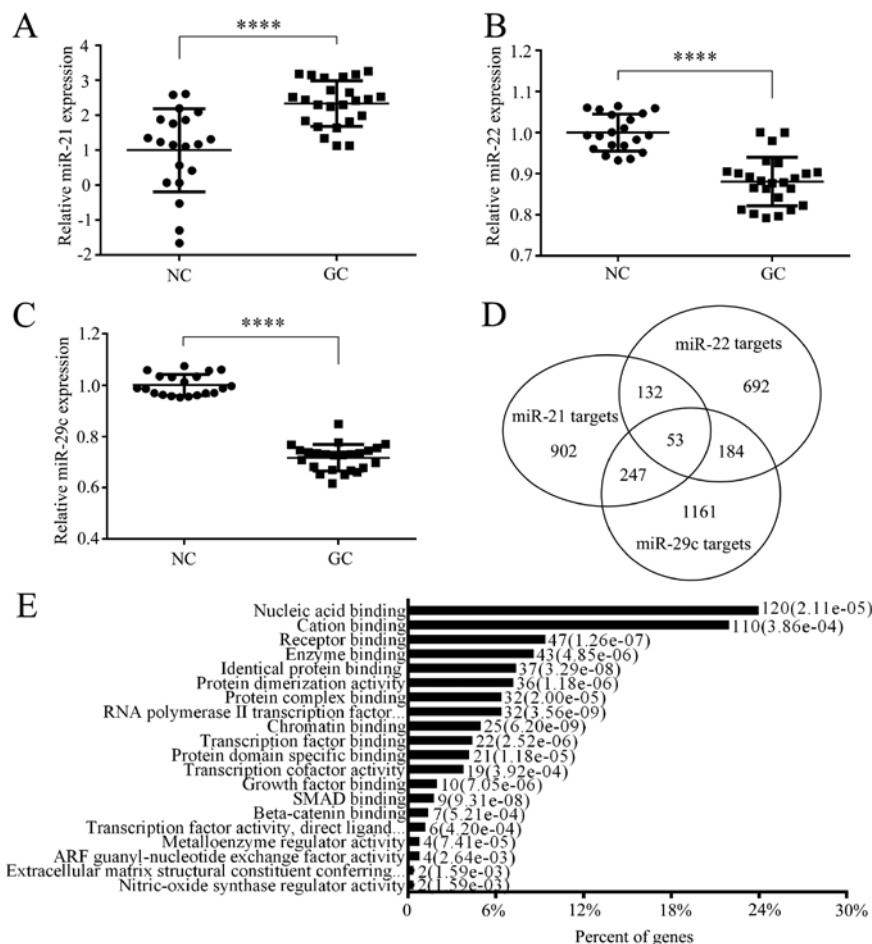 A
Relative miR-21 expression
4
3
2
1
0
-1
-2
****
NC
GC
B
Relative miR-22 expression
1.2
1.1
1.0
0.9
0.8
0.7
****
NC
GC
C
Relative miR-29c expression
1.2
1.0
0.8
0.6
0.4
****
NC
GC
D
miR-22 targets
132
692
miR-21 targets
53
902
184
247
1161
miR-29c targets
E
Nucleic acid binding 120(2.11e-05)
Cation binding 110(3.86e-04)
Receptor binding 47(1.26e-07)
Enzyme binding 43(4.85e-06)
Identical protein binding 37(3.29e-08)
Protein dimerization activity 36(1.18e-06)
Protein complex binding 32(2.00e-05)
RNA polymerase II transcription factor... 32(3.56e-09)
Chromatin binding 25(6.20e-09)
Transcription factor binding 22(2.52e-06)
Protein domain specific binding 21(1.18e-05)
Transcription cofactor activity 19(3.92e-04)
Growth factor binding 10(7.05e-06)
SMAD binding 9(9.31e-08)
Beta-catenin binding 7(5.21e-04)
Transcription factor activity, direct ligand... 6(4.20e-04)
Metalloenzyme regulator activity 4(7.41e-05)
ARF guanyl-nucleotide exchange factor activity 4(2.64e-03)
Extracellular matrix structural constituent conferring... 2(1.59e-03)
Nitric-oxide synthase regulator activity 2(1.59e-03)
0 6% 12% 18% 24% 30%
Percent of genes